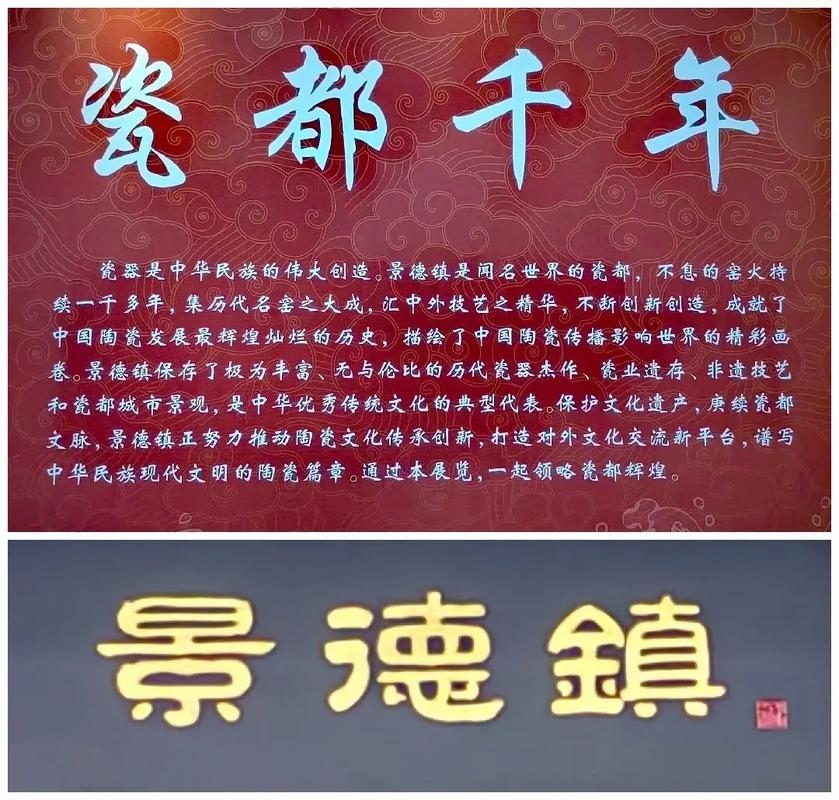 瓷都千年
瓷器是中华民族的伟大创造。景德镇是闻名世界的瓷都，不息的窑火持
续一千多年，集历代名窑之大成，汇中外技艺之精华，不断创新创造，成就了
中国陶瓷发展最辉煌灿烂的历史，描绘了中国陶瓷传播影响世界的精彩画
卷。景德镇保存了极为丰富、无与伦比的历代瓷器杰作、瓷业遗存、非遗技艺
和瓷都城市景观，是中华优秀传统文化的典型代表。保护文化遗产，赓续瓷都
文脉，景德镇正努力推动陶瓷文化传承创新，打造对外文化交流新平台，谱写
中华民族现代文明的陶瓷篇章。通过本展览，一起领略瓷都辉煌。
景德鎮